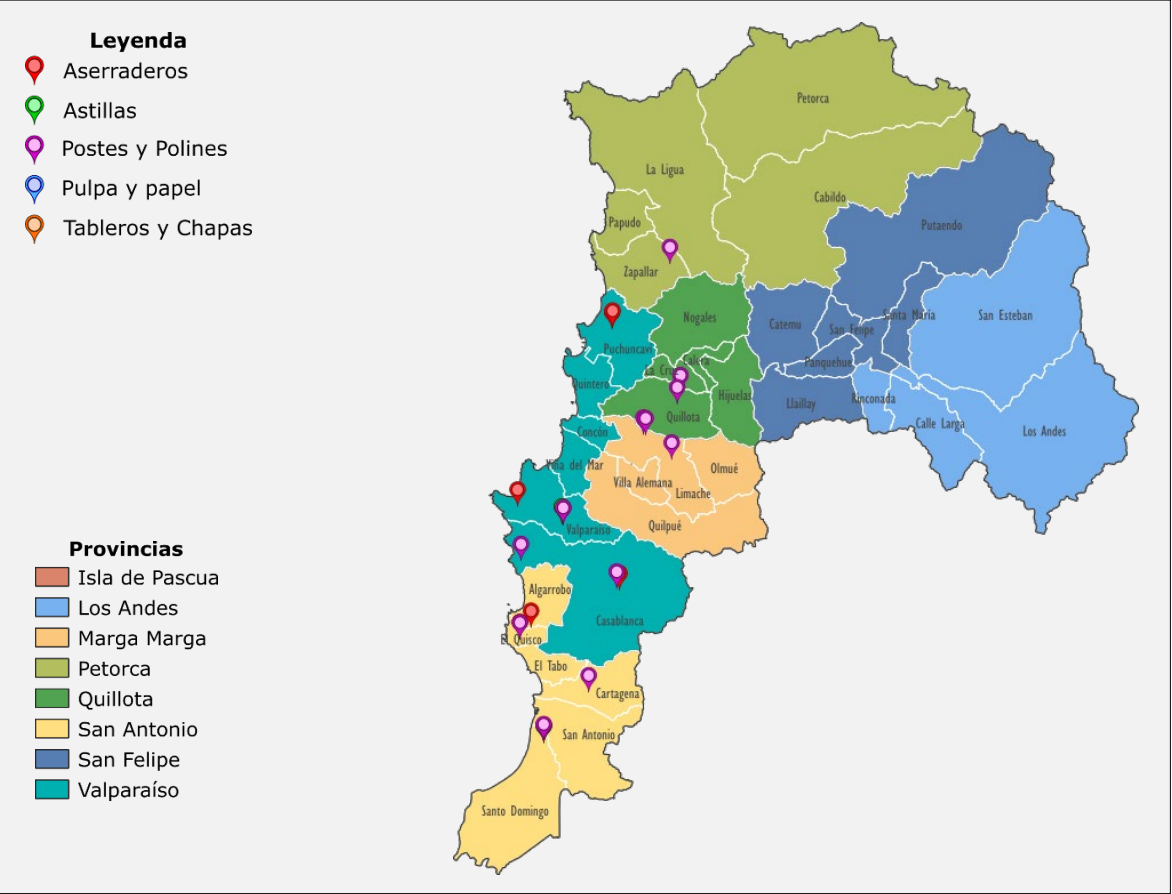 Leyenda
Aserraderos
Astillas
Postes y Polines
Pulpa y papel
Tableros y Chapas
Petorca
La Ligua
Cabildo
Papudo
Putaendo
Zapallar
Nogales
Catemu
San Felipe
Santa María
San Esteban
Puchuncaví
Calera
La Cruz
Panquehue
Quintero
Hijuelas
Llaillay
Rinconada
Quillota
Calle Larga
Los Andes
Concón
Viña del Mar
Olmué
Villa Alemana
Limache
Valparaíso
Quilpué
Algarrobo
Casablanca
El Quisco
El Tabo
Cartagena
San Antonio
Santo Domingo
Provincias
Isla de Pascua
Los Andes
Marga Marga
Petorca
Quillota
San Antonio
San Felipe
Valparaíso